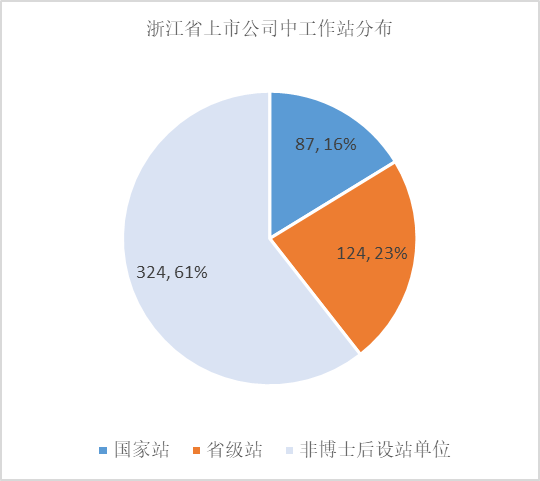 浙江省上市公司中工作站分布
87, 16%
124, 23%
324, 61%
国家站 省级站 非博士后设站单位